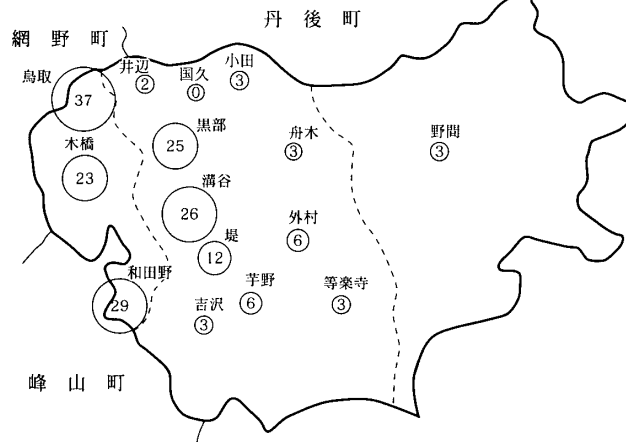 丹後町
網野町
鳥取
37
井辺
2
国久
0
小田
3
木橋
23
黒部
25
舟木
3
野間
3
溝谷
26
堤
12
外村
6
和田野
29
吉沢
3
芋野
6
等楽寺
3
峰山町